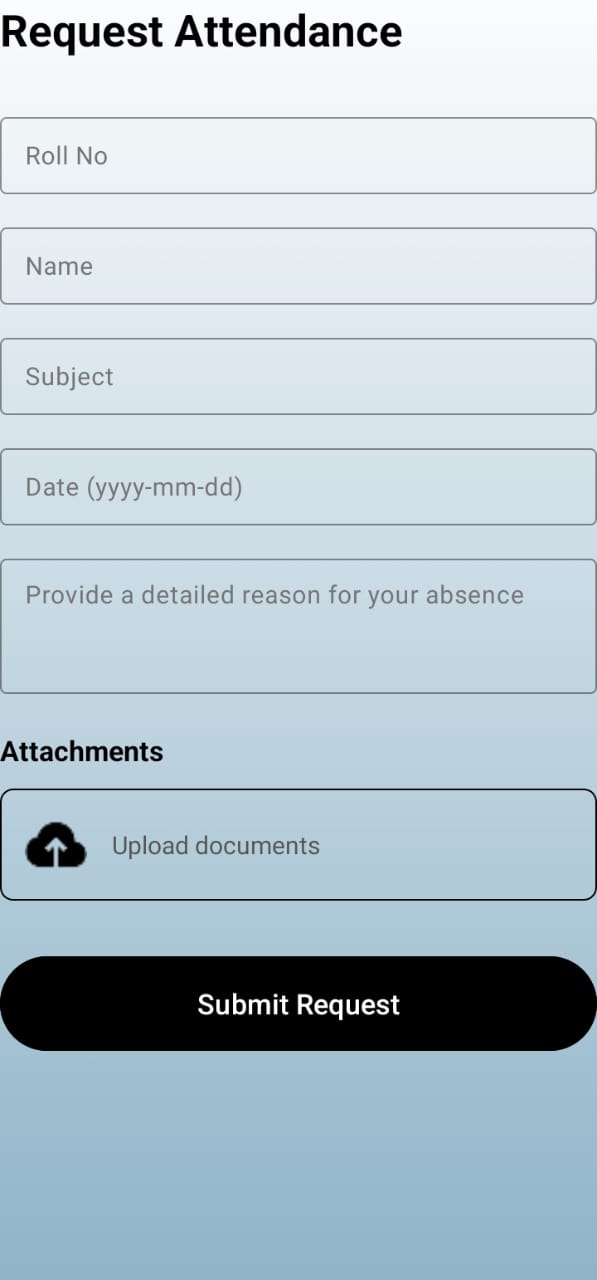 Request Attendance
Roll No
Name
Subject
Date (yyyy-mm-dd)
Provide a detailed reason for your absence
Attachments
Upload documents
Submit Request